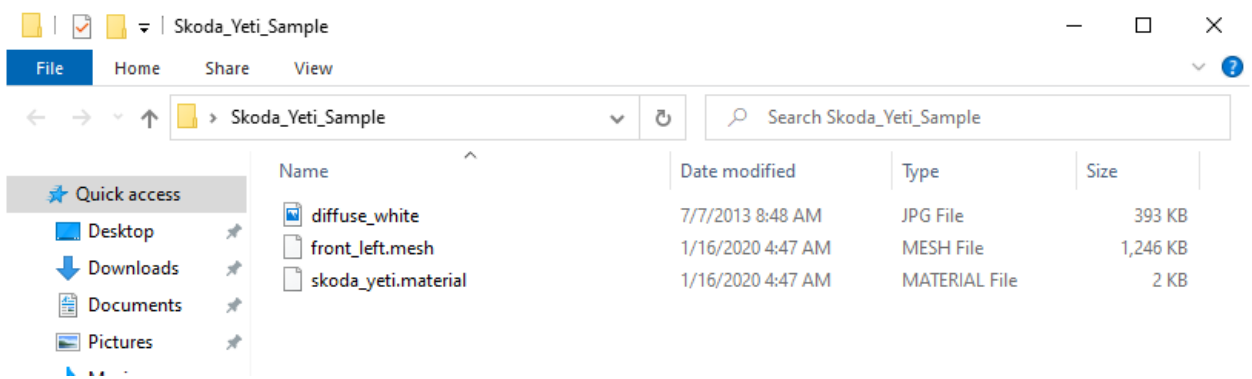 Skoda_Yeti_Sample
File Home Share View
Skoda_Yeti_Sample
Search Skoda_Yeti_Sample
Name Date modified Type Size
Quick access
diffuse_white 7/7/2013 8:48 AM JPG File 393 KB
Desktop
front_left.mesh 1/16/2020 4:47 AM MESH File 1,246 KB
Downloads
skoda_yeti.material 1/16/2020 4:47 AM MATERIAL File 2 KB
Documents
Pictures